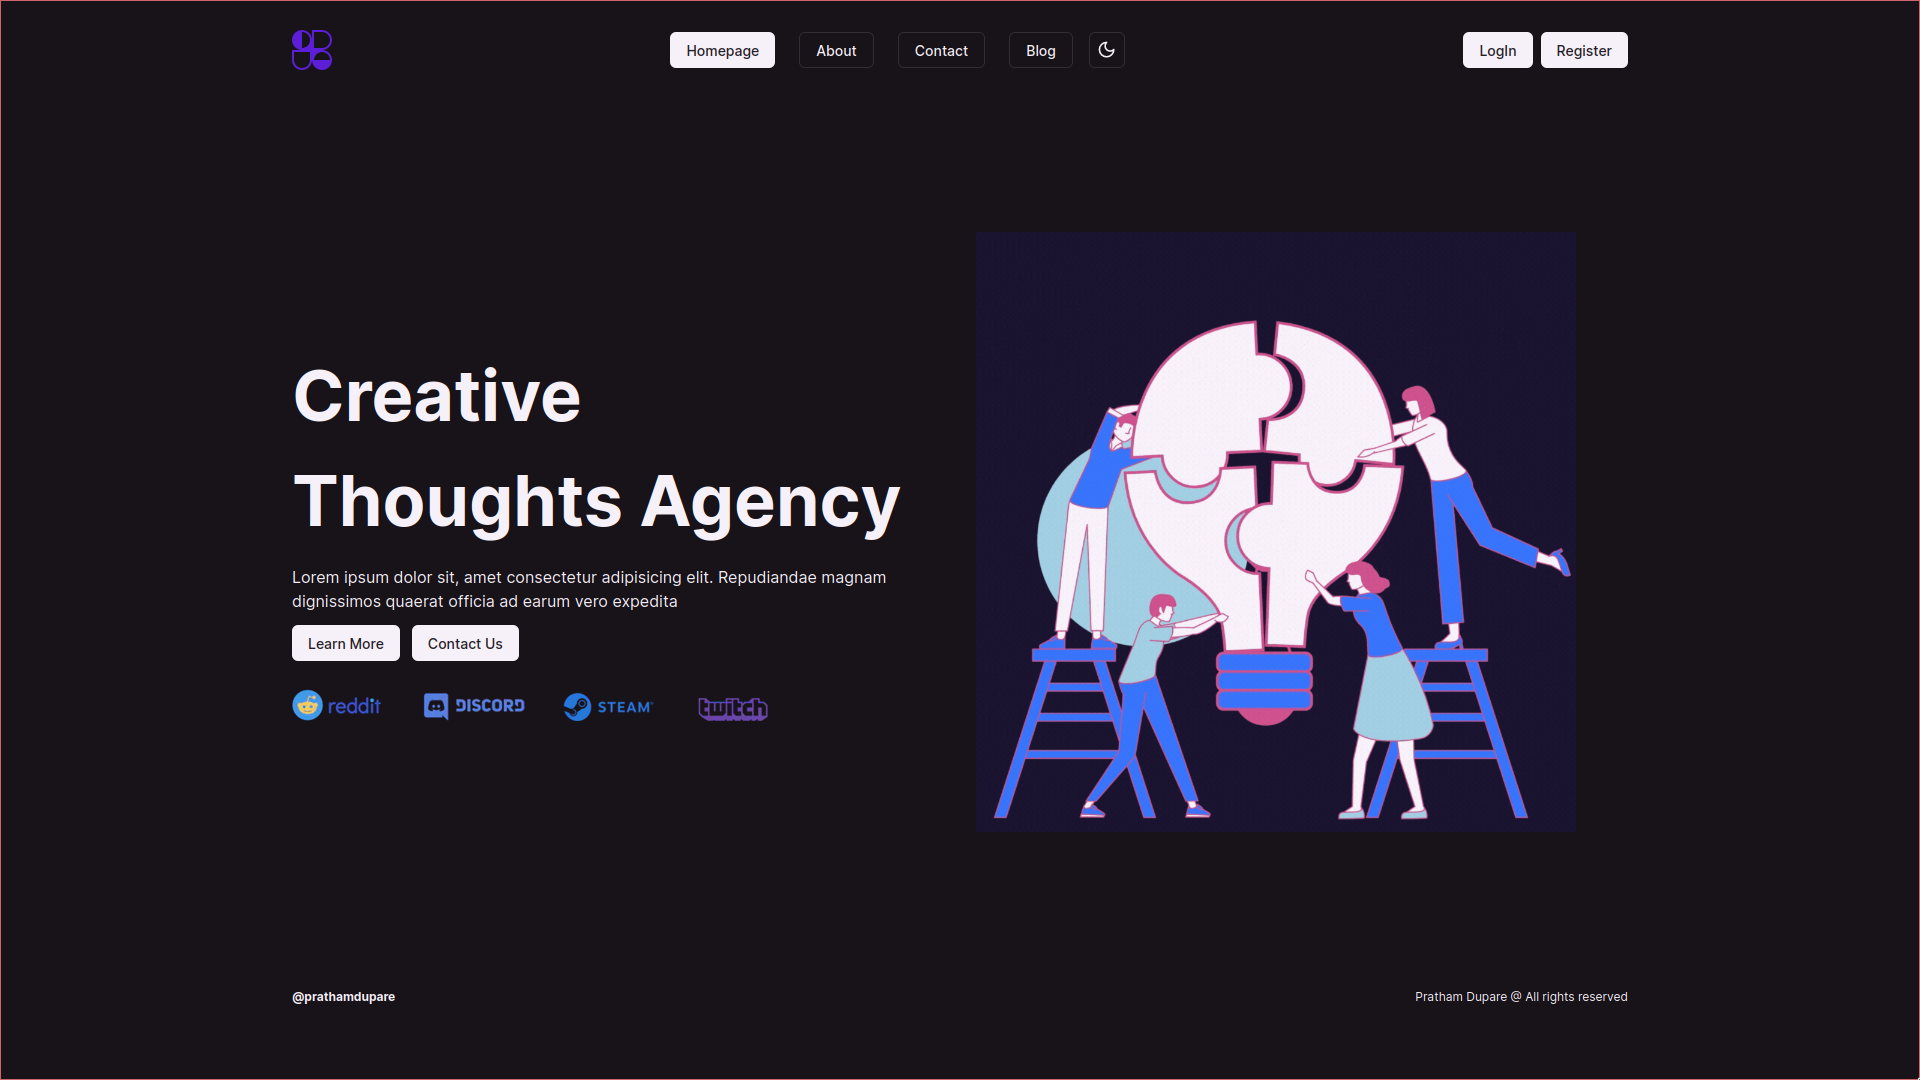 Homepage About Contact Blog LogIn Register
Creative
Thoughts Agency
Lorem ipsum dolor sit, amet consectetur adipisicing elit. Repudiandae magnam
dignissimos quaerat officia ad earum vero expedita
Learn More Contact Us
reddit DISCORD STEAM twitch
@prathamdupare Pratham Dupare @ All rights reserved